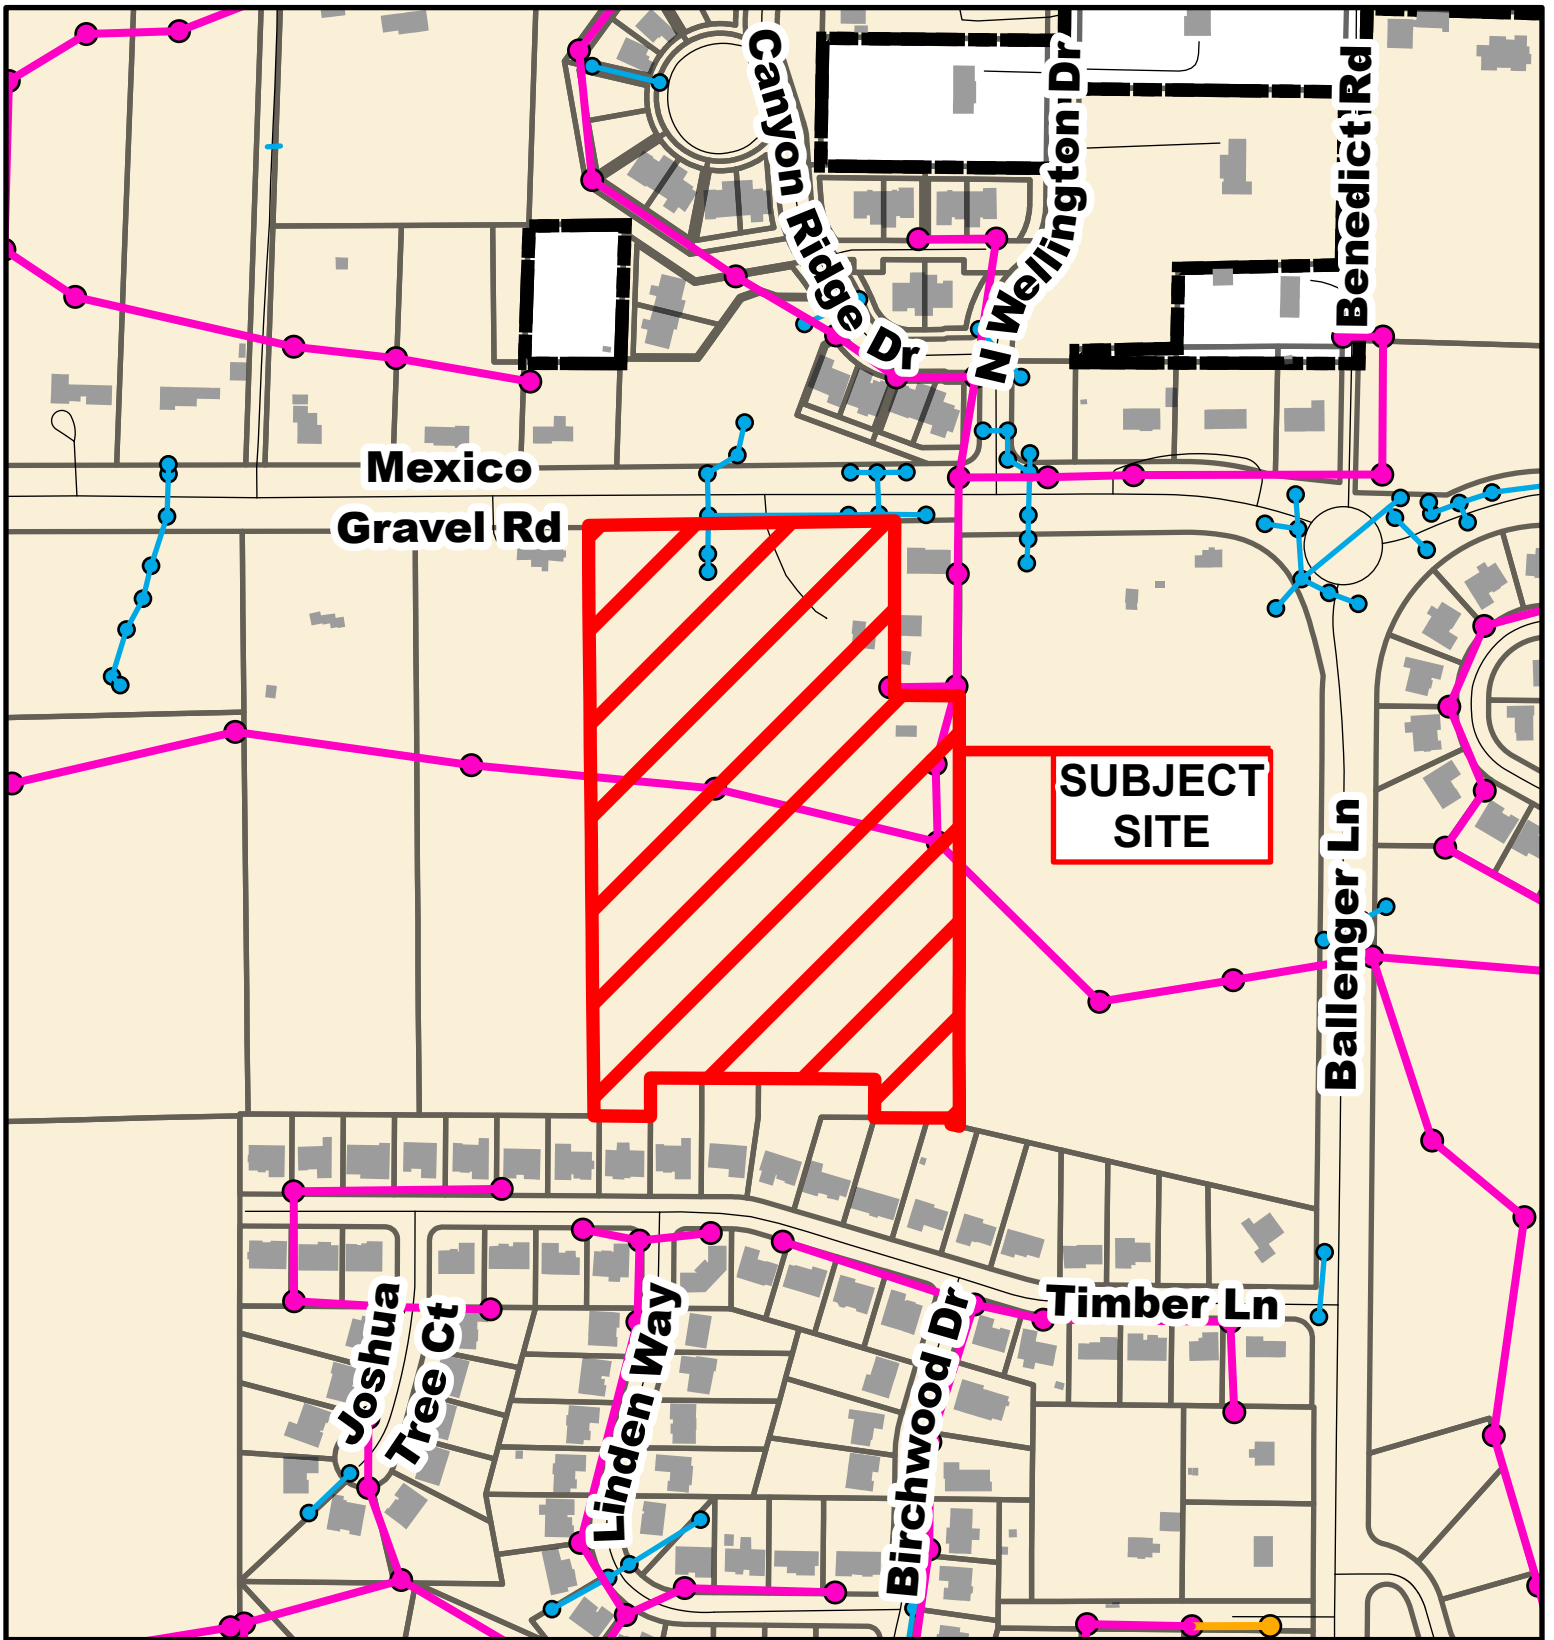 Canyon Ridge Dr
N Wellington Dr
Benedict Rd
Mexico
Gravel Rd
SUBJECT
SITE
Ballenger Ln
Timber Ln
Joshua
Tree Ct
Linden Way
Birchwood Dr